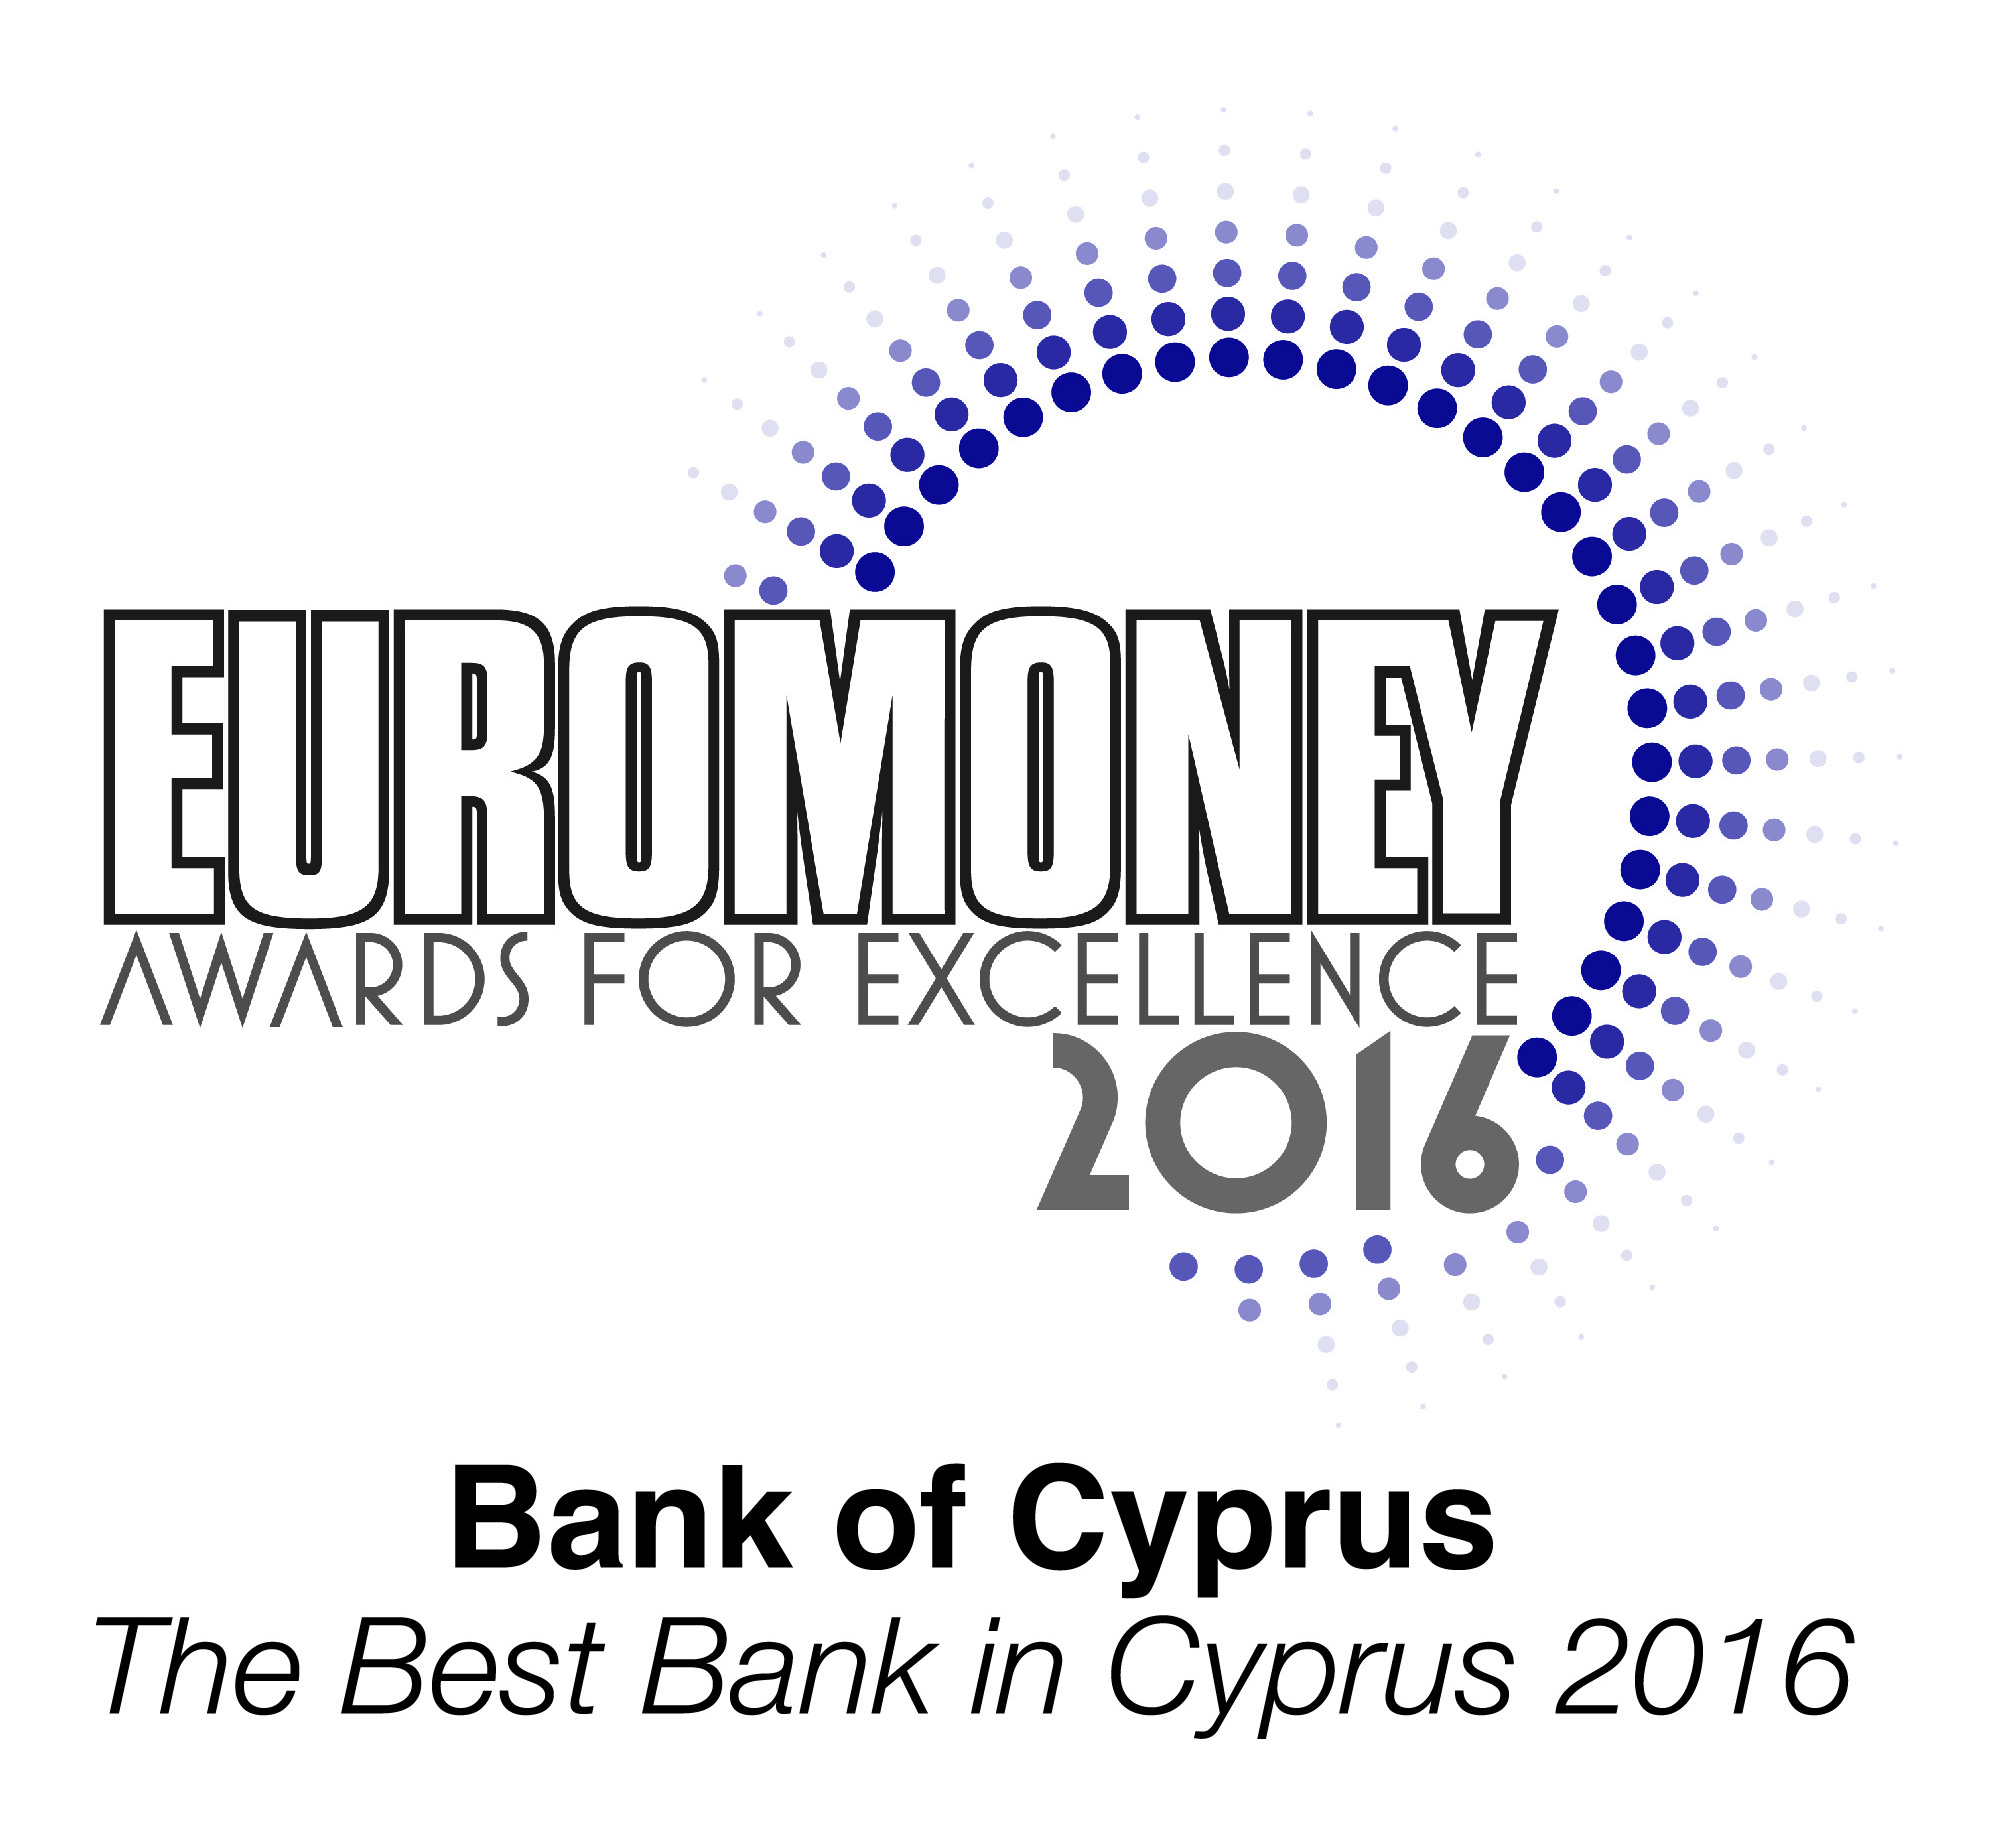 EUROMONEY
AWARDS FOR EXCELLENCE
2016
Bank of Cyprus
The Best Bank in Cyprus 2016